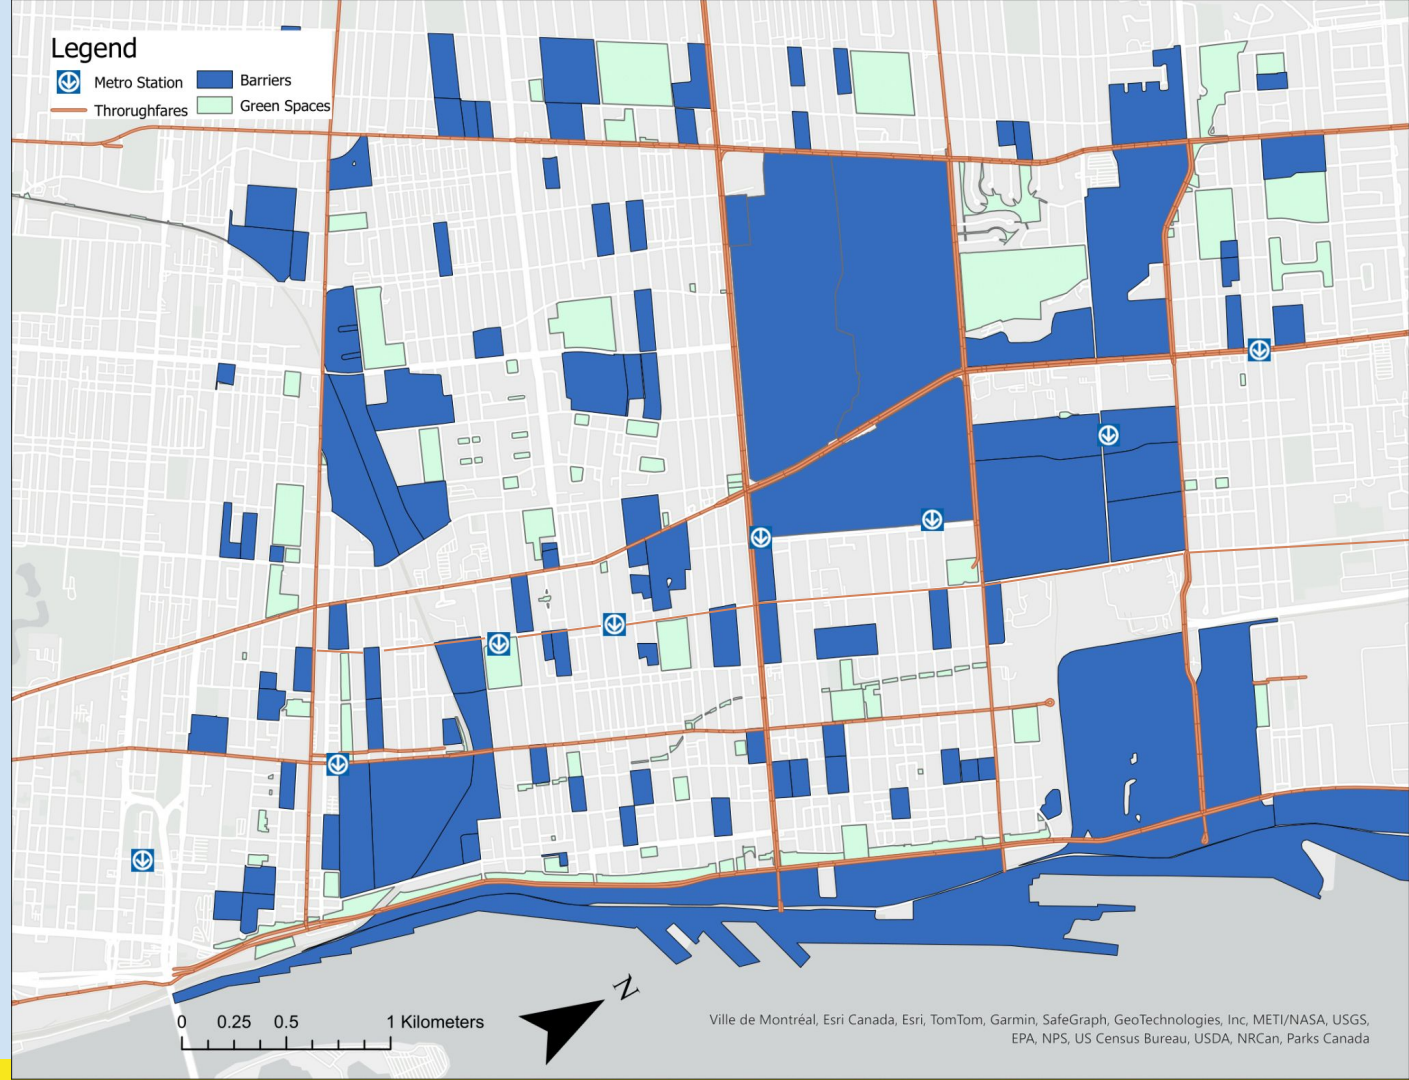 Legend
Metro Station
Barriers
Throrughfares
Green Spaces
N
0 0.25 0.5 1 Kilometers
Ville de Montréal, Esri Canada, Esri, TomTom, Garmin, SafeGraph, GeoTechnologies, Inc, METI/NASA, USGS,
EPA, NPS, US Census Bureau, USDA, NRCan, Parks Canada